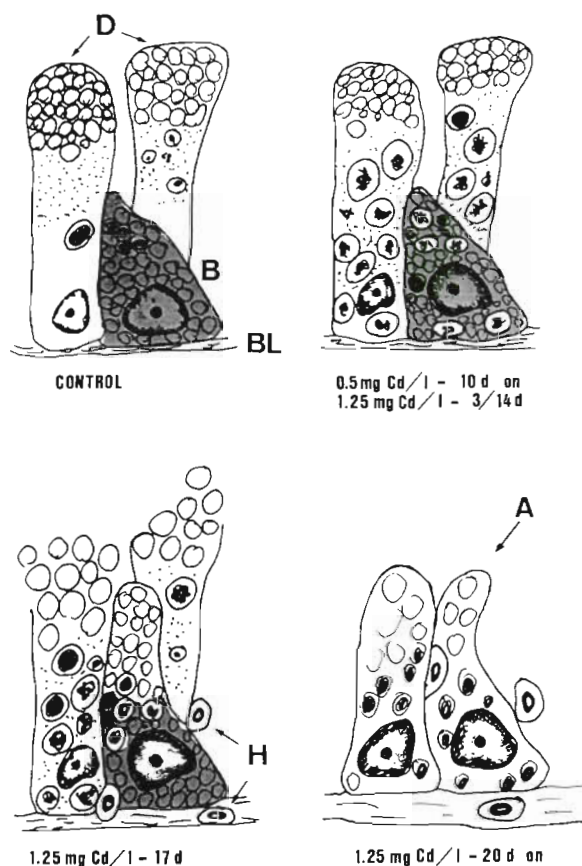 D
B
BL
CONTROL
0.5 mg Cd/l - 10 d on
1.25 mg Cd/l - 3/14 d
A
H
1.25 mg Cd/l - 17 d
1.25 mg Cd/l - 20 d on